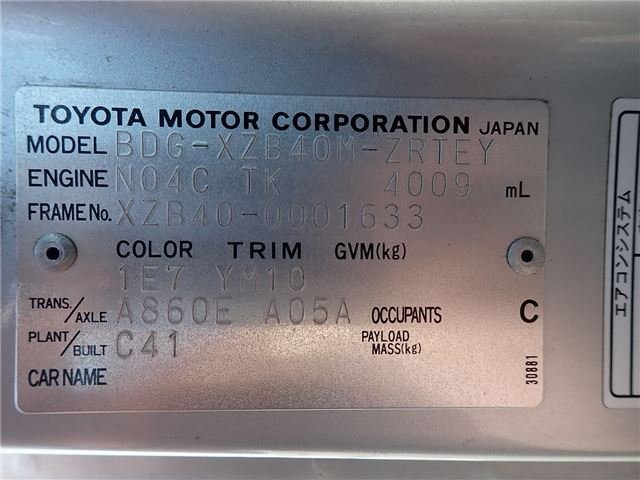 TOYOTA MOTOR CORPORATION JAPAN
MODEL BDG-XZB40M-ZRTEY
ENGINE N04C TK 4009 mL
FRAME No. XZB40-0001633
COLOR TRIM GVM(kg)
1E7 YM10
TRANS./AXLE A860E A05A OCCUPANTS C
PLANT/BUILT C41 PAYLOAD MASS(kg)
CAR NAME
30881
エアコンシステム